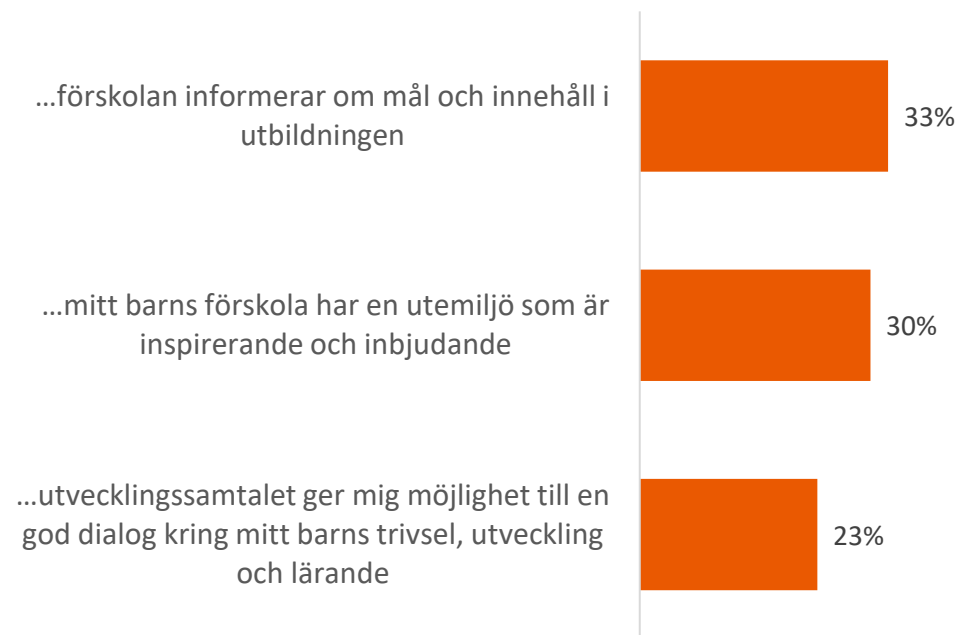 …förskolan informerar om mål och innehåll i
utbildningen
33%
…mitt barns förskola har en utemiljö som är
inspirerande och inbjudande
30%
…utvecklingssamtalet ger mig möjlighet till en
god dialog kring mitt barns trivsel, utveckling
och lärande
23%